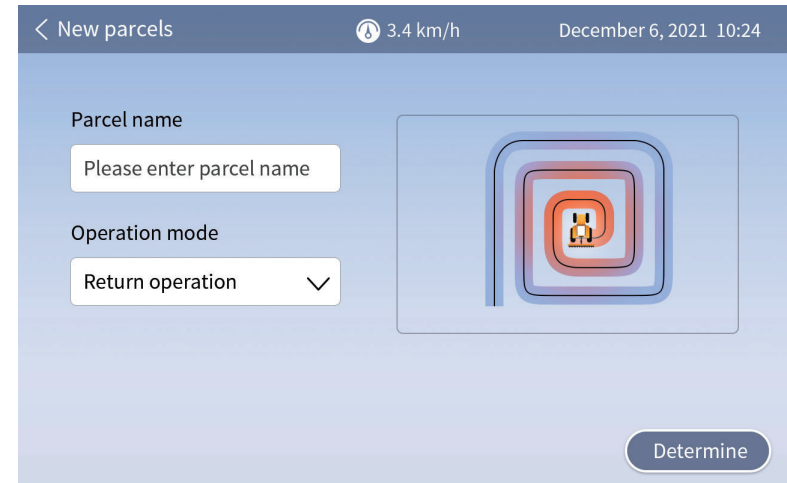 New parcels
3.4 km/h
December 6, 2021 10:24
Parcel name
Please enter parcel name
Operation mode
Return operation
Determine